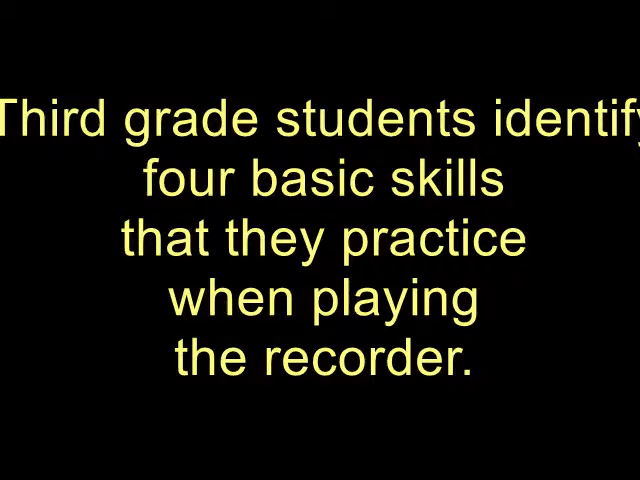 Third grade students identify
four basic skills
that they practice
when playing
the recorder.